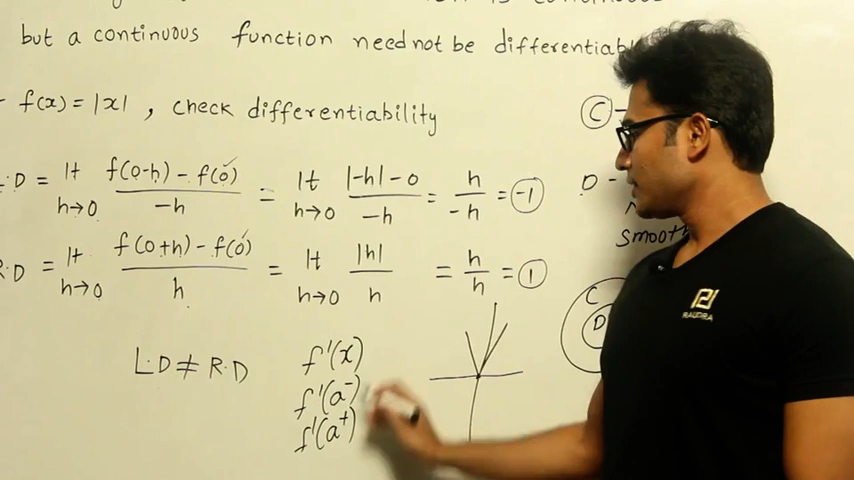 but a continuous function need not be differentiab
f(x) = |x| , check differentiability
C -
L.D = lt h→0 f(0-h) - f(0) / -h = lt h→0 |-h| - 0 / -h = h / -h = -1
D -
smooth
R.D = lt h→0 f(0+h) - f(0) / h = lt h→0 |h| / h = h / h = 1
C
D
L.D ≠ R.D
f'(x)
f'(a⁻)
f'(a⁺)
RAUDRA